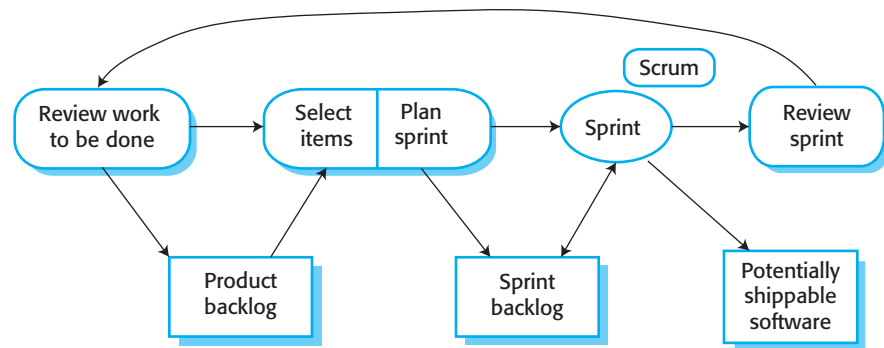 Scrum
Review work
to be done
Select
items
Plan
sprint
Sprint
Review
sprint
Product
backlog
Sprint
backlog
Potentially
shippable
software